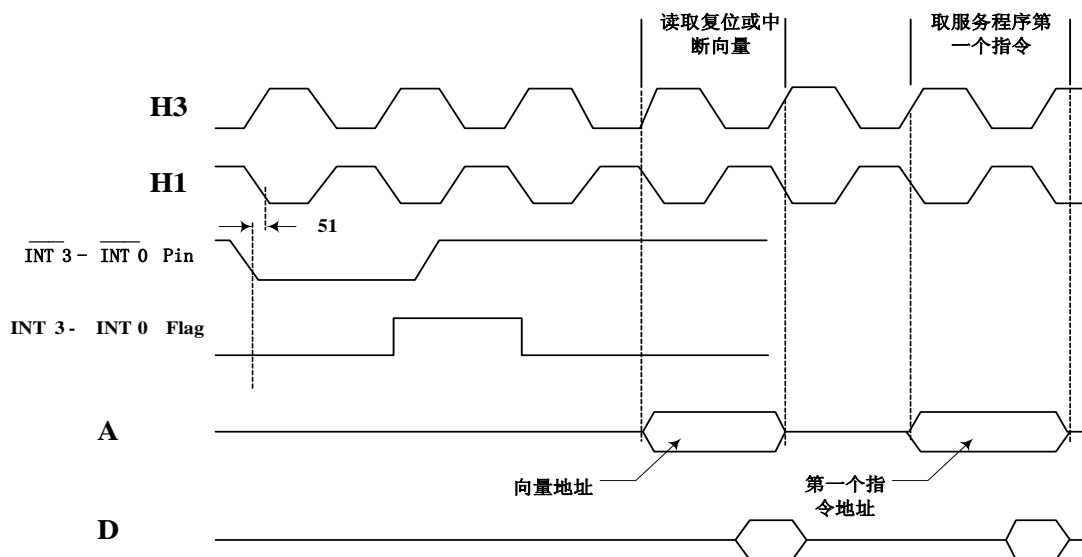 读取复位或中
断向量
取服务程序第
一个指令
H3
H1
51
INT 3 - INT 0 Pin
INT 3 - INT 0 Flag
A
向量地址
第一个指
令地址
D